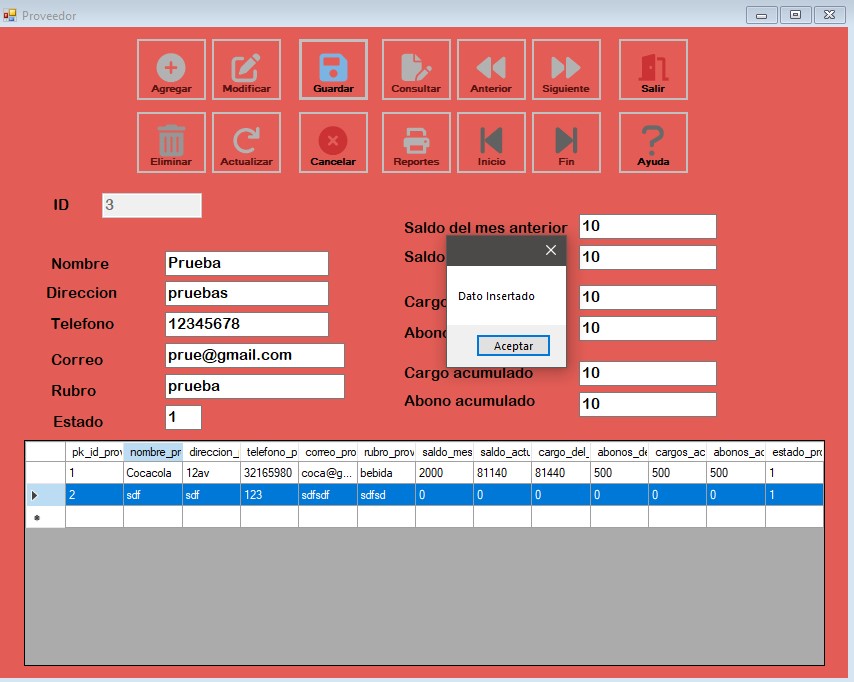 Proveedor
Agregar Modificar Guardar Consultar Anterior Siguiente Salir
Eliminar Actualizar Cancelar Reportes Inicio Fin Ayuda
ID 3
Saldo del mes anterior 10
Saldo 10
Nombre Prueba
Direccion pruebas
Cargo 10
Telefono 12345678
Abono 10
Correo prue@gmail.com
Cargo acumulado 10
Rubro prueba
Abono acumulado 10
Estado 1
Dato Insertado
Aceptar
pk_id_prov nombre_pr direccion_ telefono_p correo_pro rubro_prov saldo_mes saldo_actu cargo_del_ abonos_de cargos_ac abonos_ac estado_pro
1 Cocacola 12av 32165980 coca@g... bebida 2000 81140 81440 500 500 500 1
2 sdf sdf 123 sdfsdf sdfsd 0 0 0 0 0 0 1